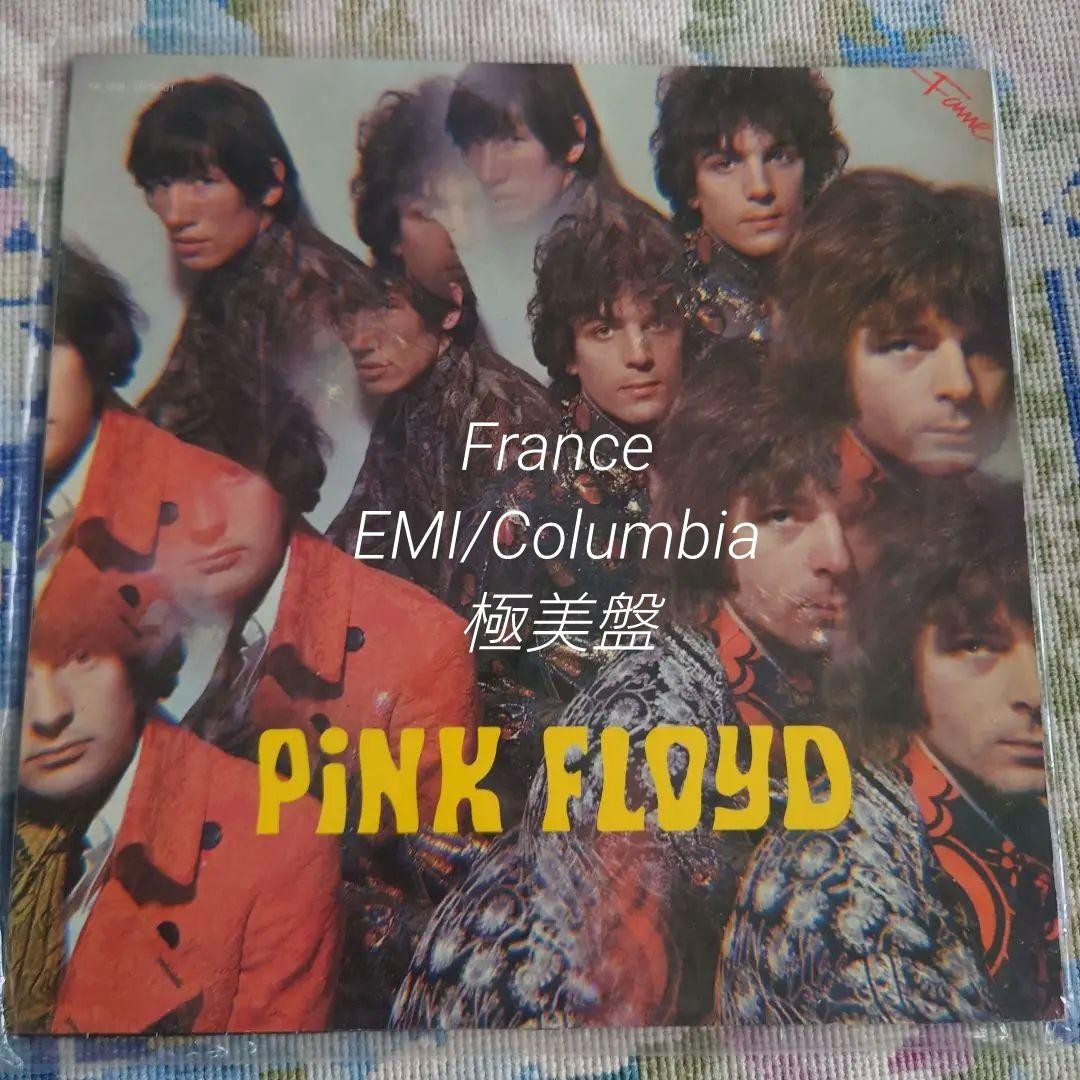 Fame
France
EMI/Columbia
極美盤
PiNK FLOYD